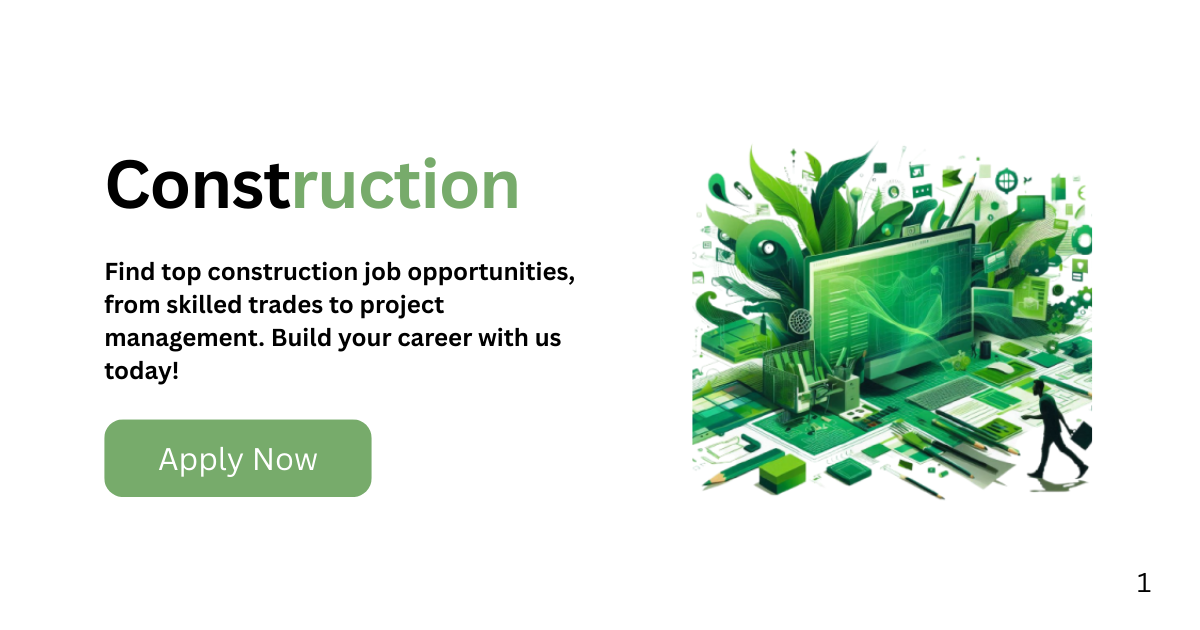 Construction
Find top construction job opportunities,
from skilled trades to project
management. Build your career with us
today!
Apply Now
1